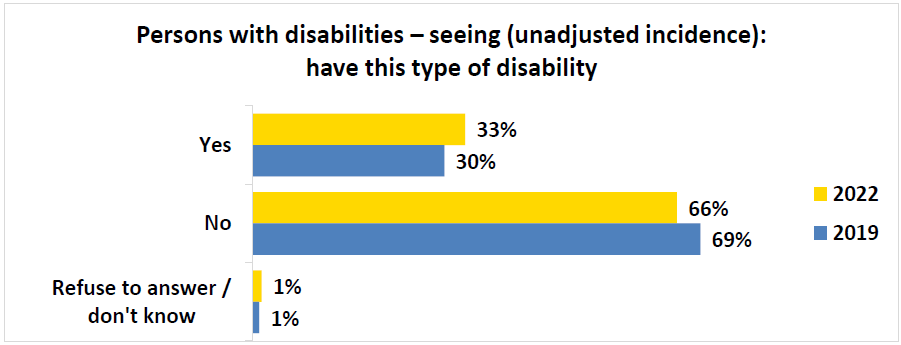 Persons with disabilities – seeing (unadjusted incidence):
have this type of disability
Yes
33%
30%
No
66%
69%
Refuse to answer /
don't know
1%
1%
2022
2019